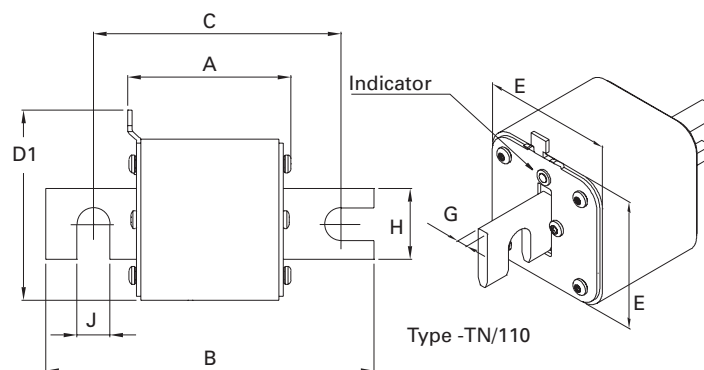 C
A
Indicator
E
D1
H
G
J
E
Type -TN/110
B